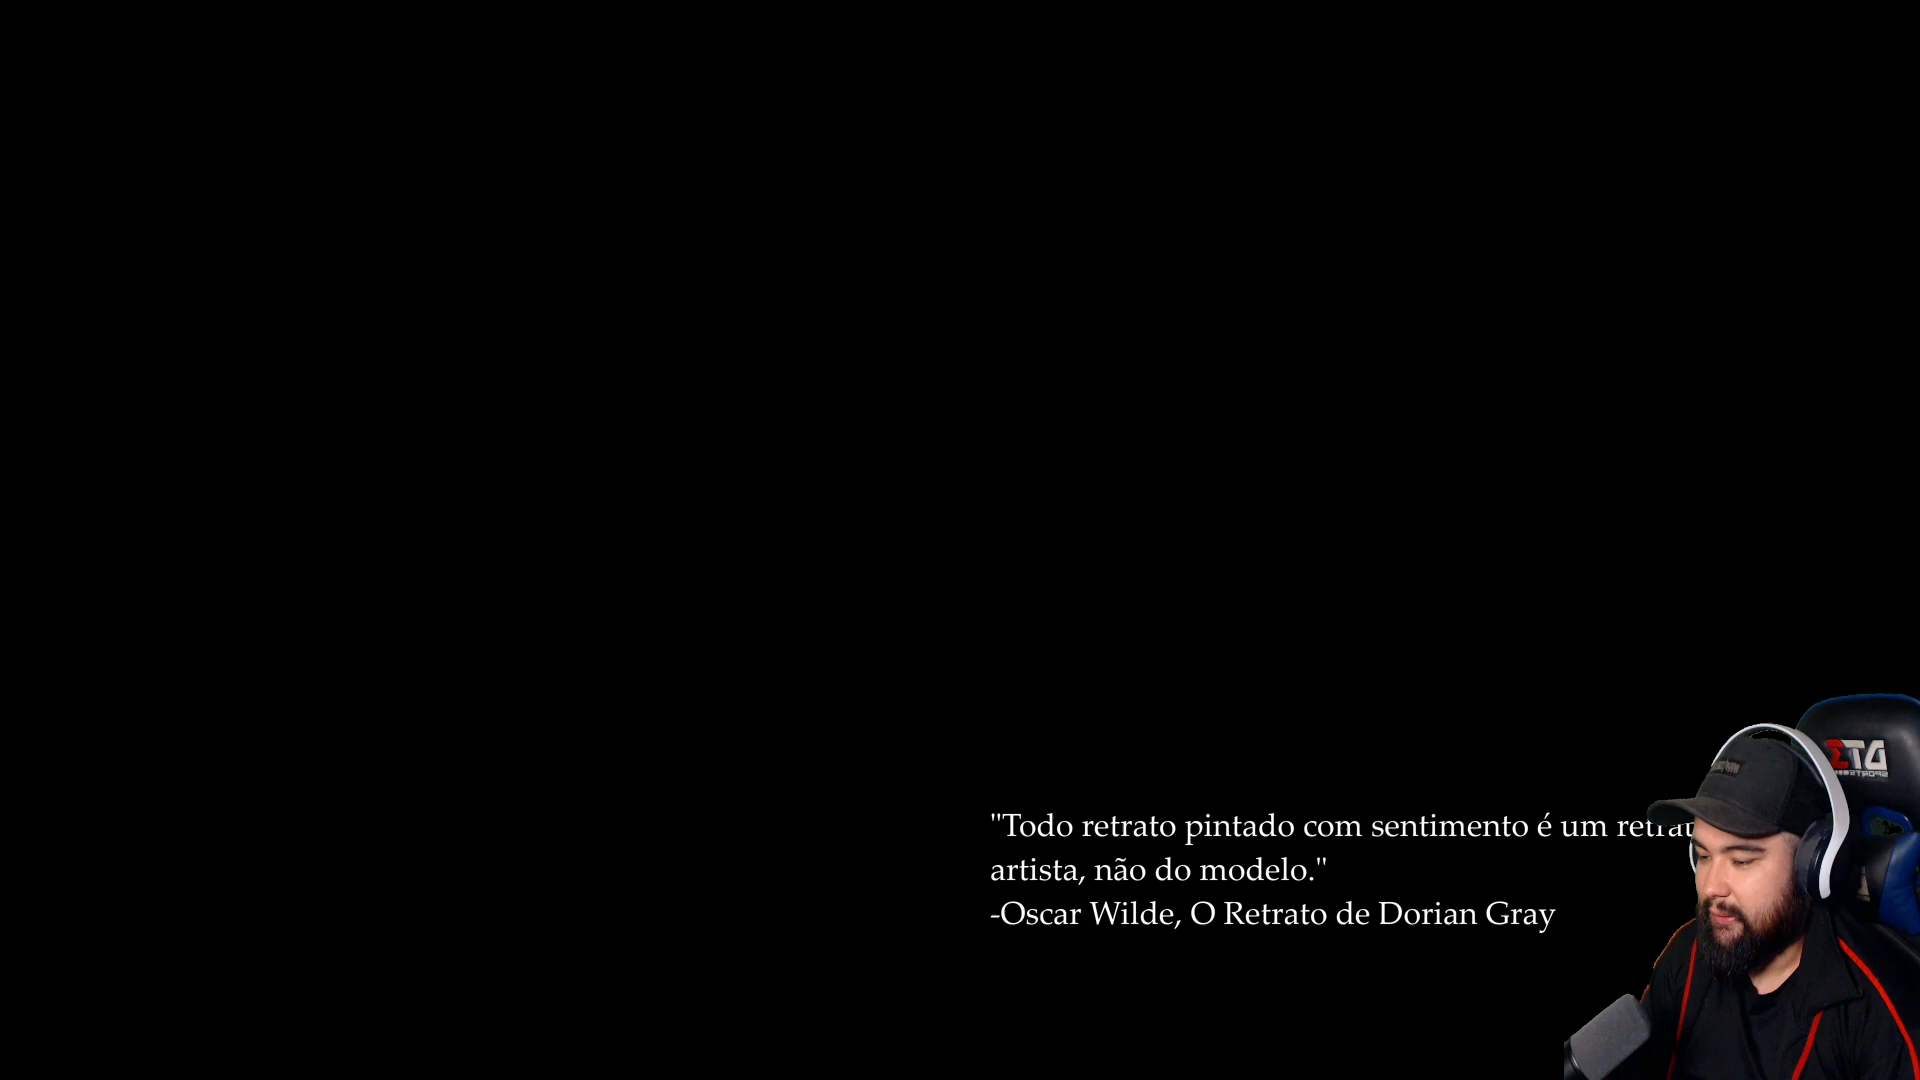 "Todo retrato pintado com sentimento é um
artista, não do modelo."
-Oscar Wilde, O Retrato de Dorian Gray